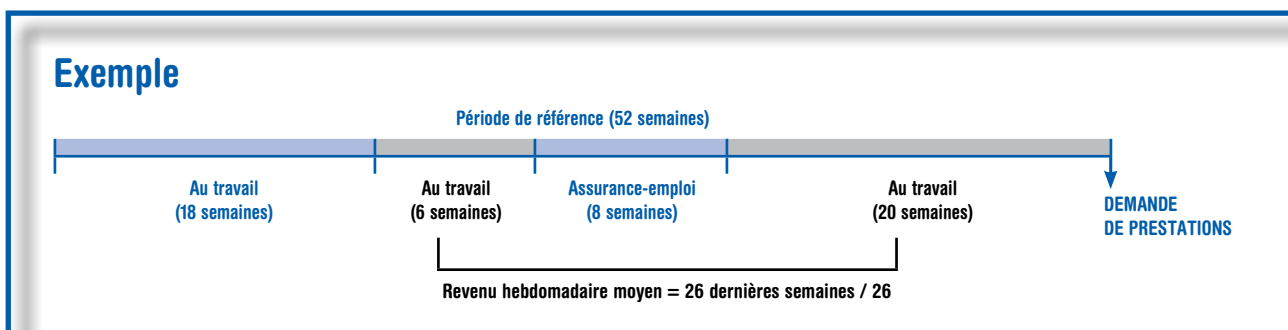 Exemple
Période de référence (52 semaines)
Au travail
(18 semaines)
Au travail
(6 semaines)
Assurance-emploi
(8 semaines)
Au travail
(20 semaines)
DEMANDE
DE PRESTATIONS
Revenu hebdomadaire moyen = 26 dernières semaines / 26